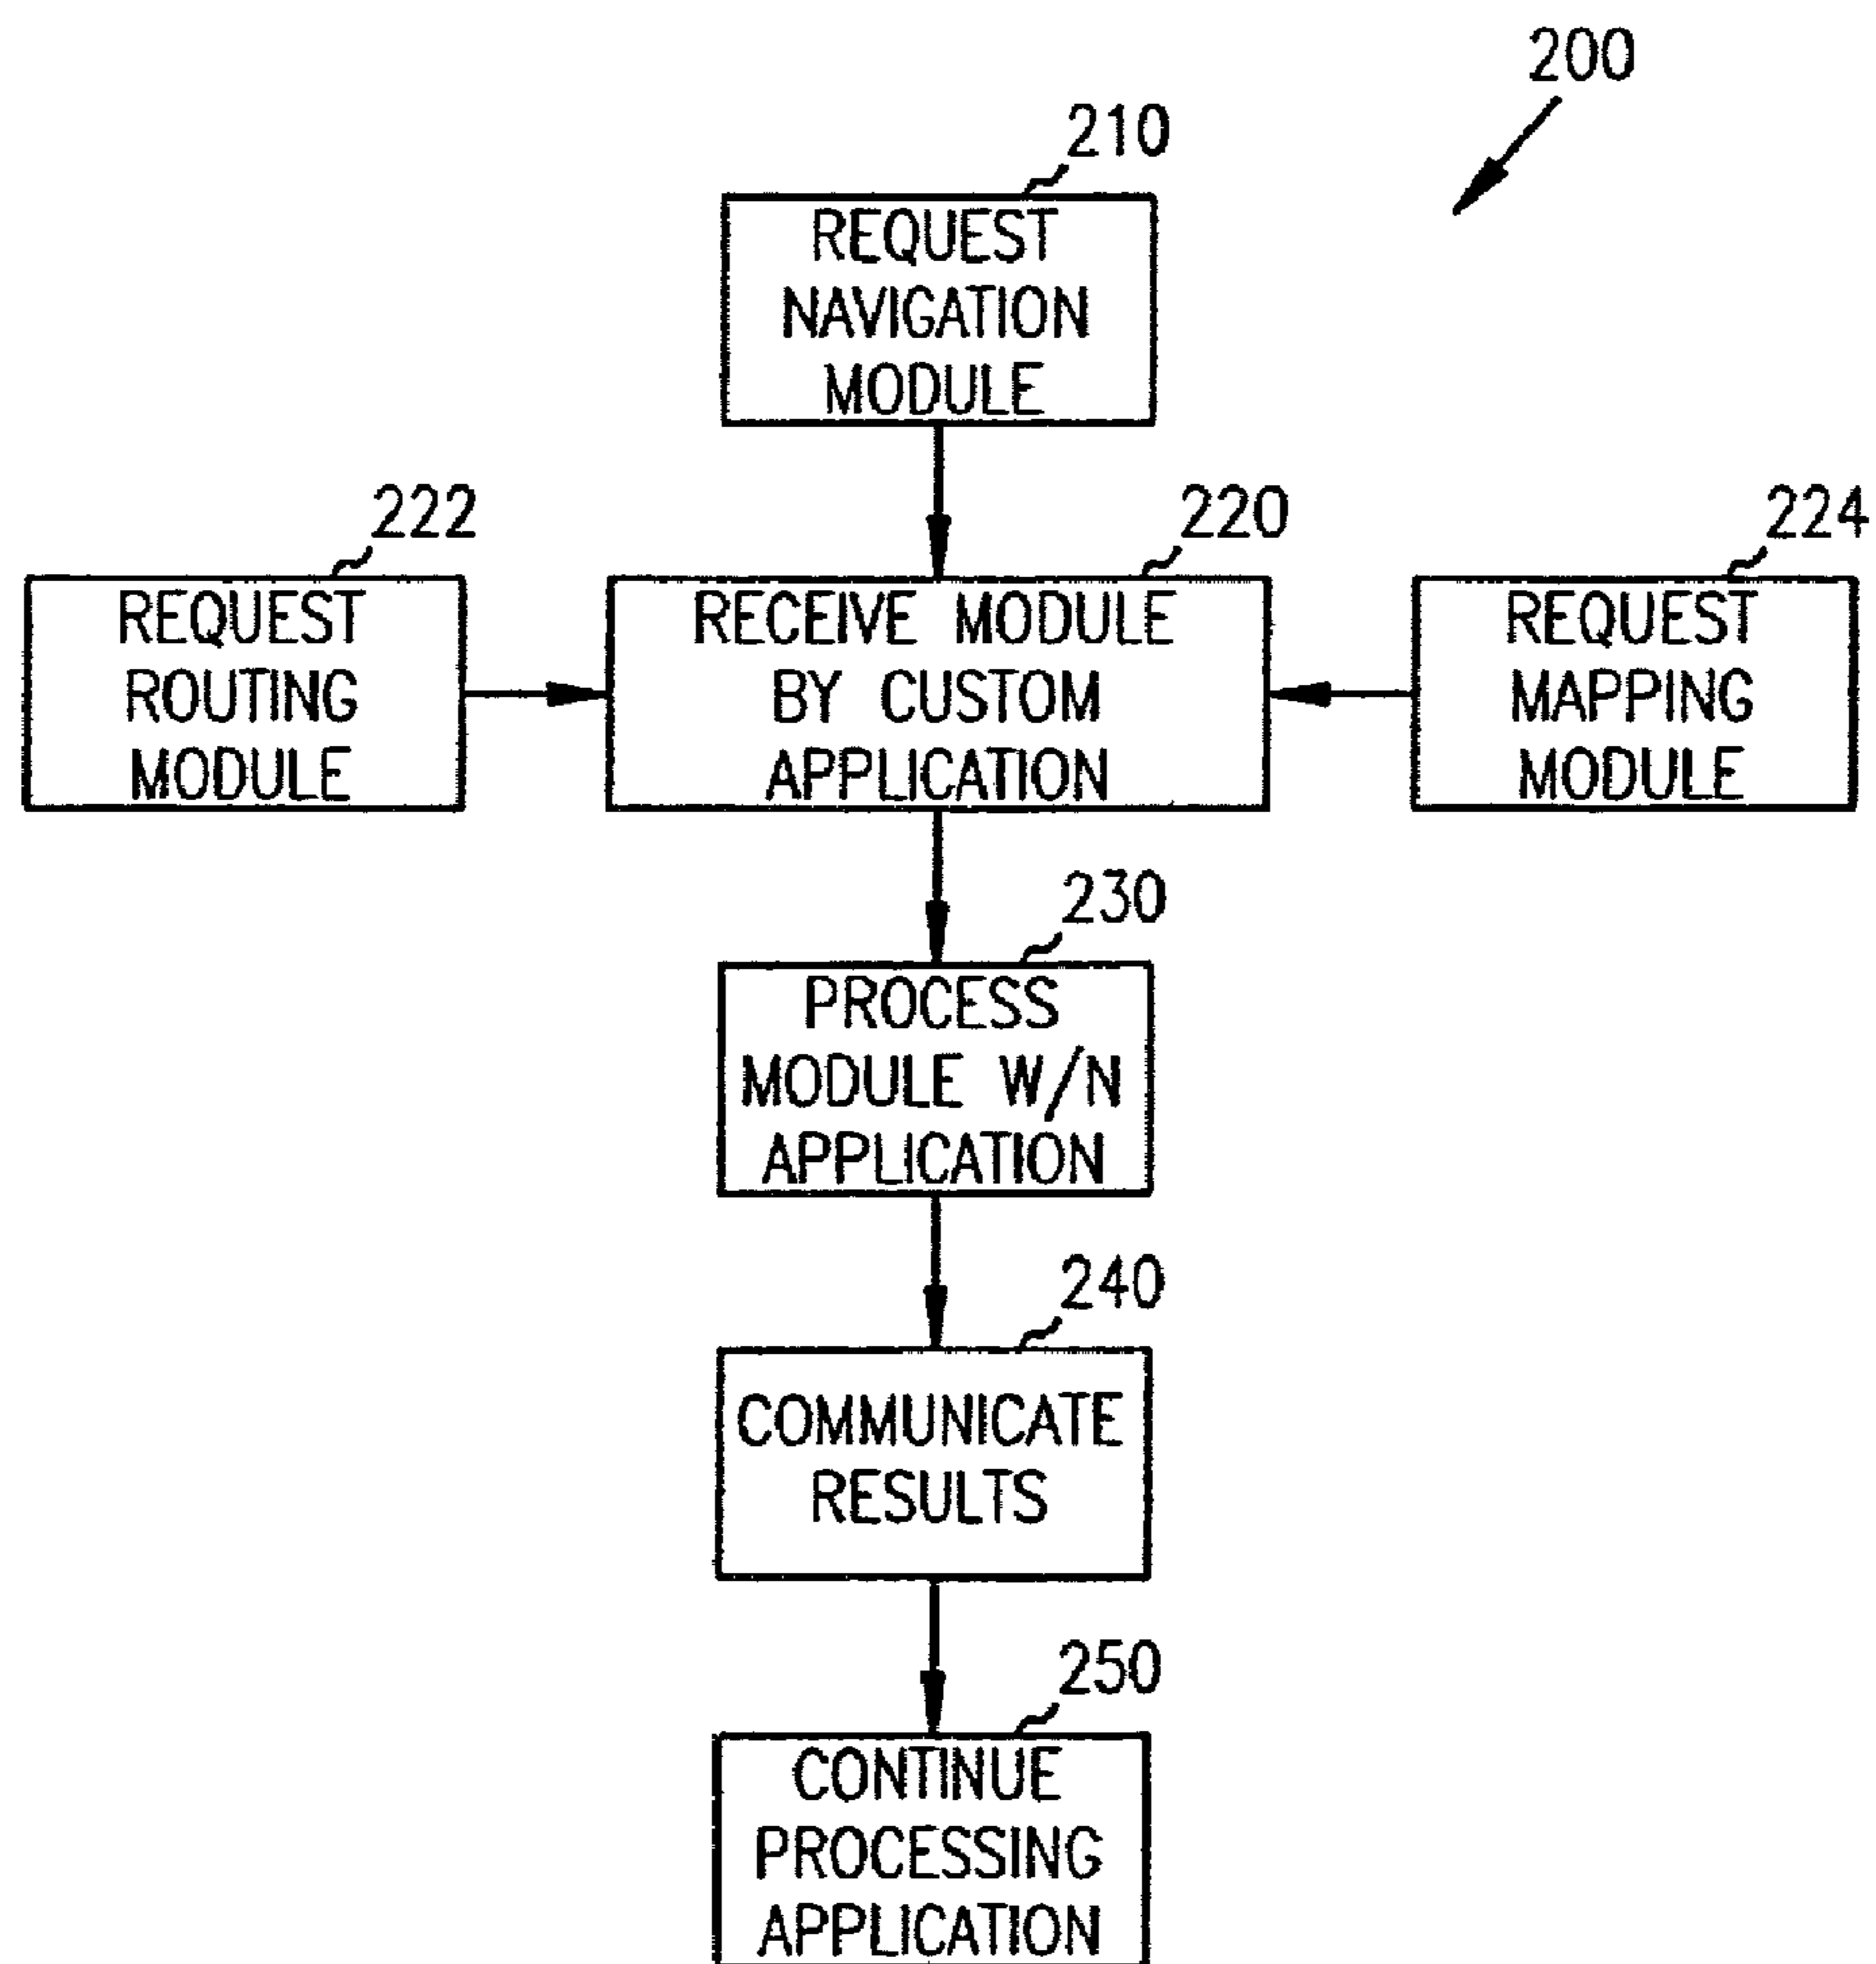 200
210
REQUEST
NAVIGATION
MODULE
222
REQUEST
ROUTING
MODULE
220
RECEIVE MODULE
BY CUSTOM
APPLICATION
224
REQUEST
MAPPING
MODULE
230
PROCESS
MODULE W/N
APPLICATION
240
COMMUNICATE
RESULTS
250
CONTINUE
PROCESSING
APPLICATION